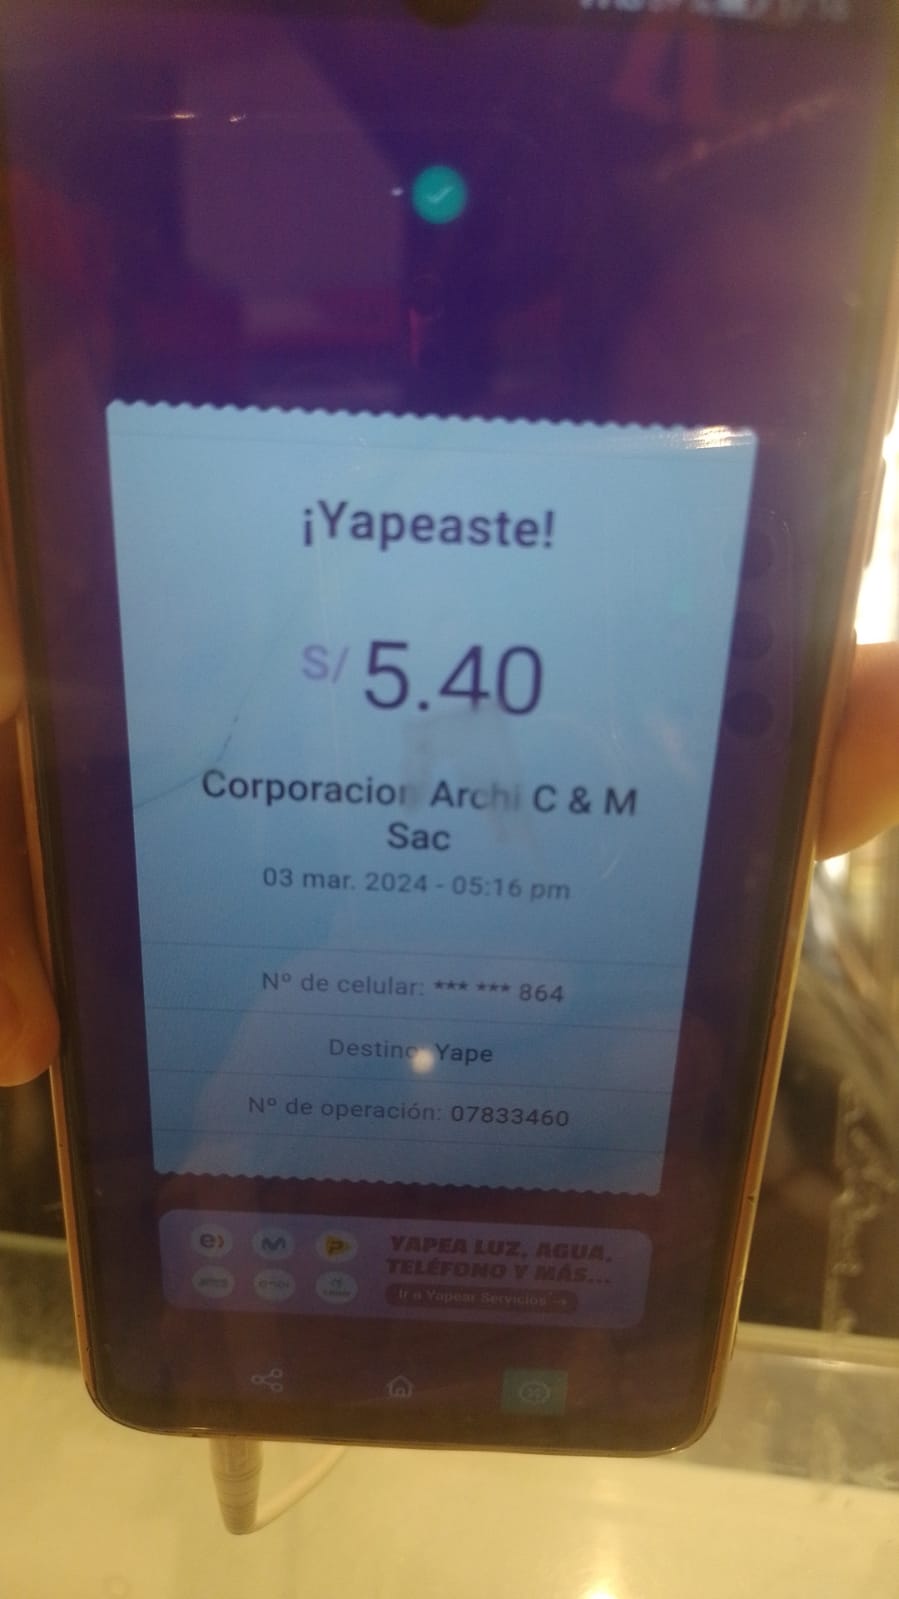 ¡Yapeaste!
S/ 5.40
Corporacion Archi C & M
Sac
03 mar. 2024 - 05:16 pm
Nº de celular: *** *** 864
Destino: Yape
Nº de operación: 07833460
YAPEA LUZ, AGUA,
TELÉFONO Y MÁS...
Ir a Yapear Servicios →